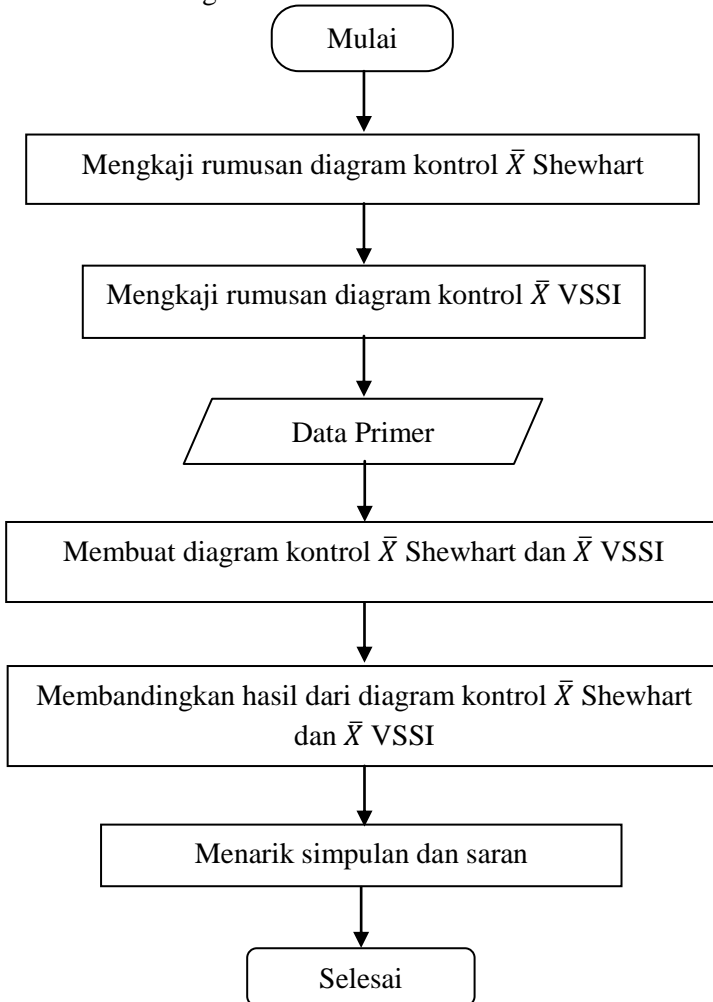 Mulai
Mengkaji rumusan diagram kontrol X̄ Shewhart
Mengkaji rumusan diagram kontrol X̄ VSSI
Data Primer
Membuat diagram kontrol X̄ Shewhart dan X̄ VSSI
Membandingkan hasil dari diagram kontrol X̄ Shewhart
dan X̄ VSSI
Menarik simpulan dan saran
Selesai